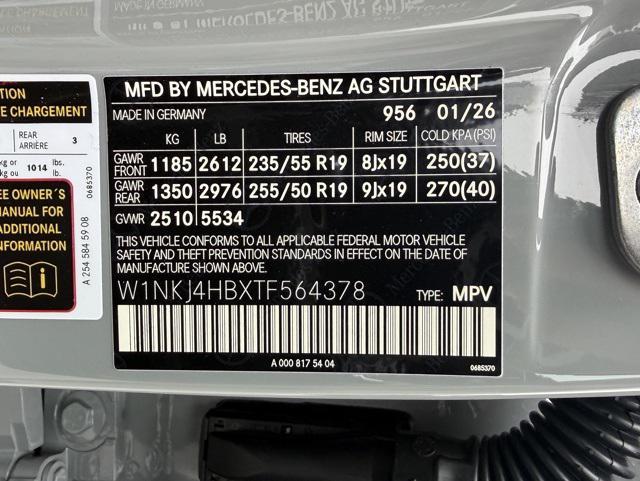 MFD BY MERCEDES-BENZ AG STUTTGART
MADE IN GERMANY 956 01/26
KG LB TIRES RIM SIZE COLD KPA(PSI)
GAWR FRONT 1185 2612 235/55 R19 8Jx19 250(37)
GAWR REAR 1350 2976 255/50 R19 9Jx19 270(40)
GVWR 2510 5534
THIS VEHICLE CONFORMS TO ALL APPLICABLE FEDERAL MOTOR VEHICLE
SAFETY AND THEFT PREVENTION STANDARDS IN EFFECT ON THE DATE OF
MANUFACTURE SHOWN ABOVE.
W1NKJ4HBXTF564378 TYPE: MPV
A 000 817 54 04 0685370
CHARGEMENT
REAR
ARRIÈRE 3
kg or 1014 lbs.
kg ou lb.
OWNER´S
MANUAL FOR
ADDITIONAL
INFORMATION
0685370
A 254 584 59 08